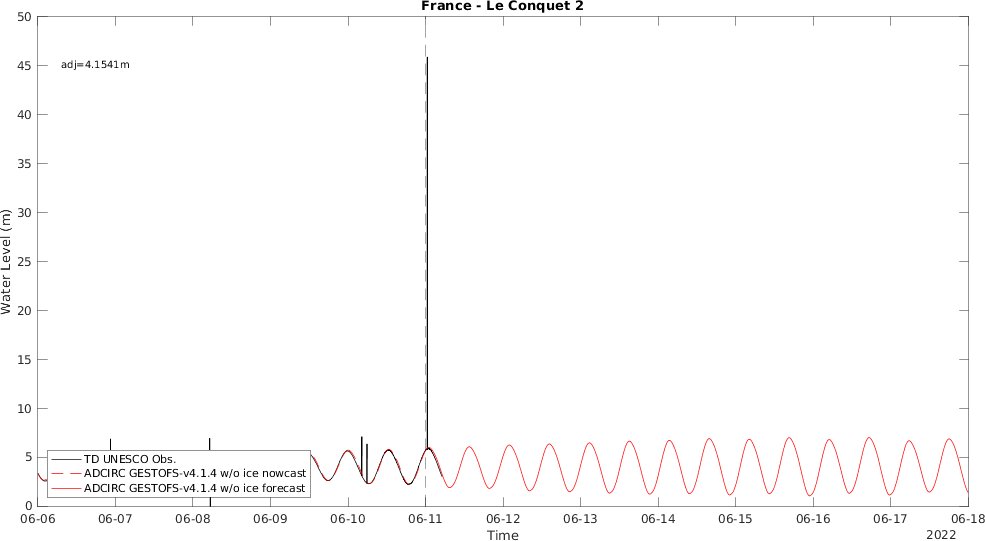 France - Le Conquet 2
adj=4.1541m
Water Level (m)
50
45
40
35
30
25
20
15
10
5
0
TD UNESCO Obs.
ADCIRC GESTOFS-v4.1.4 w/o ice nowcast
ADCIRC GESTOFS-v4.1.4 w/o ice forecast
06-06 06-07 06-08 06-09 06-10 06-11 06-12 06-13 06-14 06-15 06-16 06-17 06-18
Time
2022